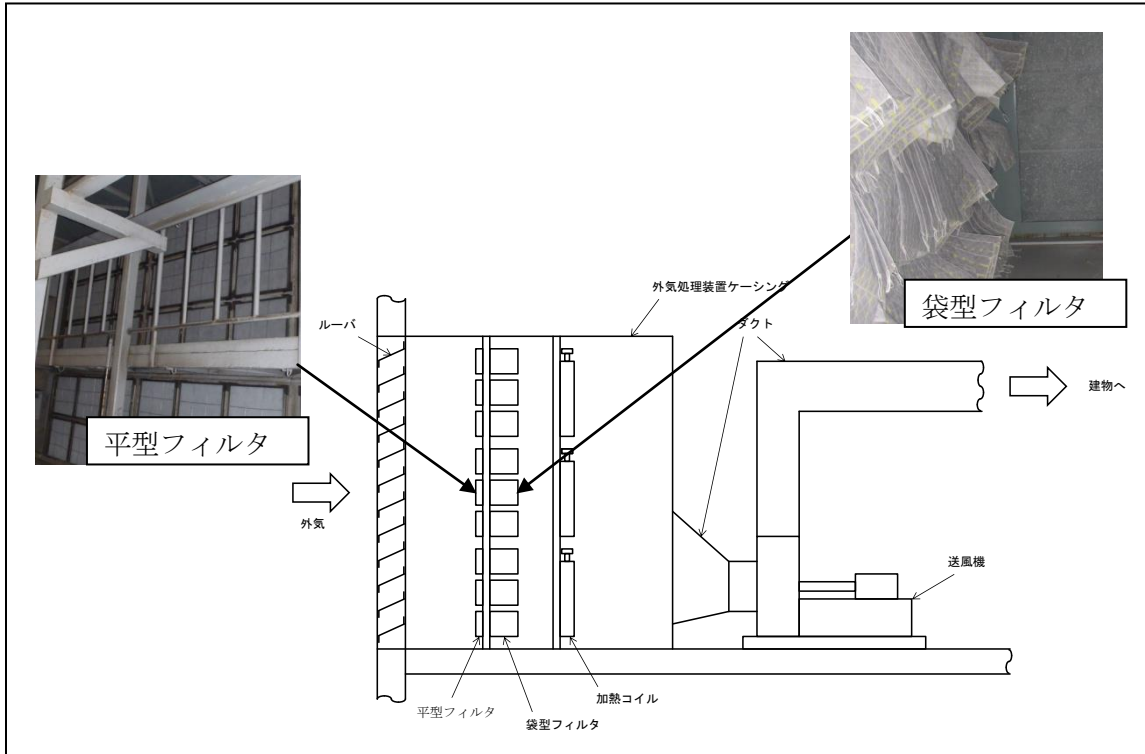 袋型フィルタ
外気処理装置ケーシング
ダクト
ルーバ
建物へ
平型フィルタ
外気
送風機
加熱コイル
平型フィルタ
袋型フィルタ